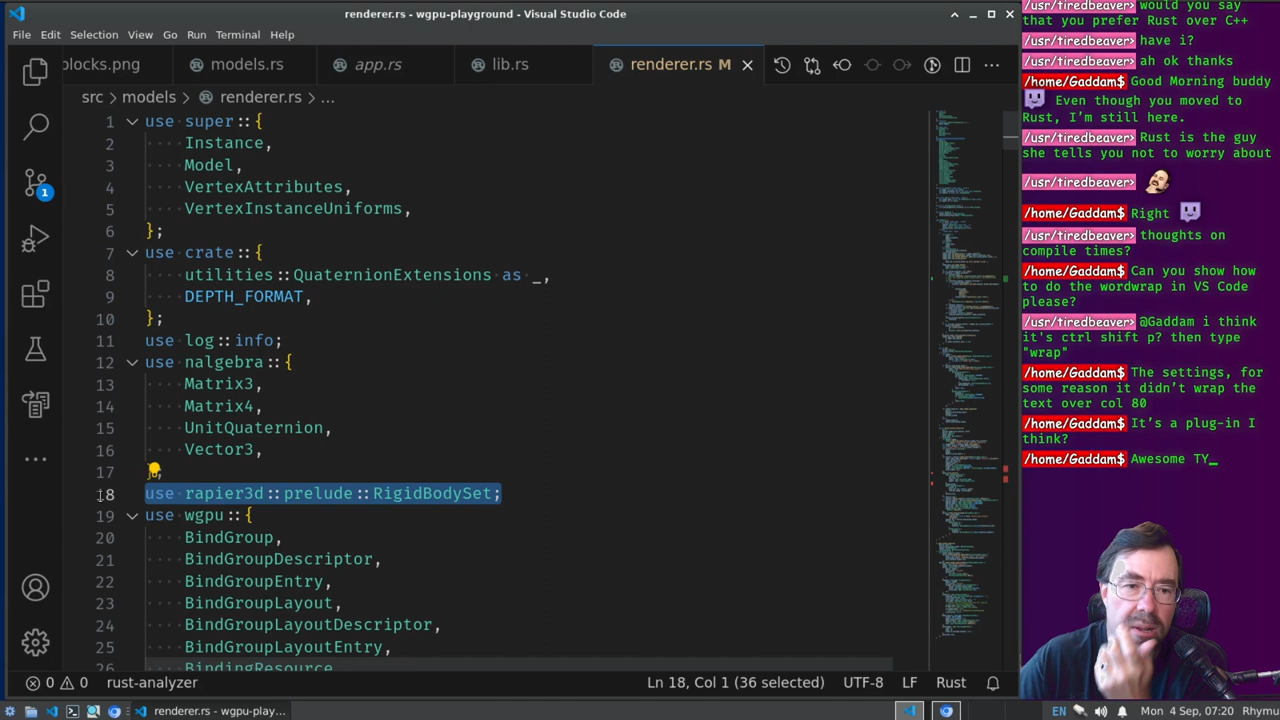 renderer.rs - wgpu-playground - Visual Studio Code
File Edit Selection View Go Run Terminal Help
blocks.png models.rs app.rs lib.rs renderer.rs M
src > models > renderer.rs > ...
1 use super::{
2 Instance,
3 Model,
4 VertexAttributes,
5 VertexInstanceUniforms,
6 };
7 use crate::{
8 utilities::QuaternionExtensions as _,
9 DEPTH_FORMAT,
10 };
use log::
use nalgebra::{
13 Matrix3,
14 Matrix4,
15 UnitQuaternion,
16 Vector3,
17 };
18 use rapier3d::prelude::RigidBodySet;
19 use wgpu::{
20 BindGroup,
21 BindGroupDescriptor,
22 BindGroupEntry,
23 BindGroupLayout,
24 BindGroupLayoutDescriptor,
25 BindGroupLayoutEntry,
26 BindingResource,
0 0 rust-analyzer Ln 18, Col 1 (36 selected) UTF-8 LF Rust
renderer.rs - wgpu-play... EN Mon 4 Sep, 07:20 Rhymu
/usr/tiredbeaver> would you say
that you prefer Rust over C++
/usr/tiredbeaver> have i?
/usr/tiredbeaver> ah ok thanks
/home/Gaddam$ Good Morning buddy
Even though you moved to
Rust, I’m still here.
/usr/tiredbeaver> Rust is the guy
she tells you not to worry about
/usr/tiredbeaver>
/home/Gaddam$ Right
/usr/tiredbeaver> thoughts on
compile times?
/home/Gaddam$ Can you show how
to do the wordwrap in VS Code
please?
/usr/tiredbeaver> @Gaddam i think
it's ctrl shift p? then type
"wrap"
/home/Gaddam$ The settings, for
some reason it didn’t wrap the
text over col 80
/home/Gaddam$ It’s a plug-in I
think?
/home/Gaddam$ Awesome TY_